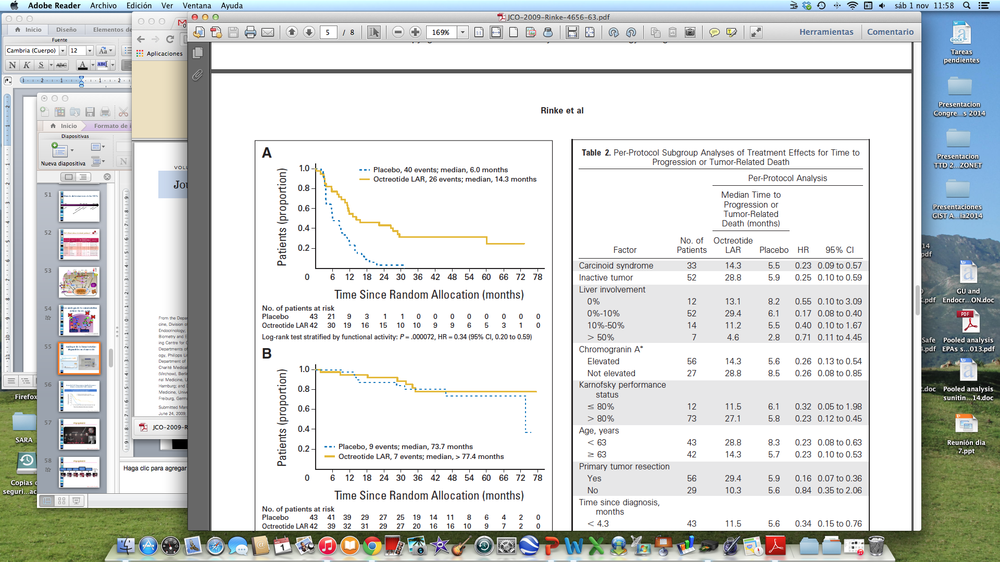 Adobe Reader Archivo Edición Ver Ventana Ayuda
sáb 1 nov 11:58
JCO-2009-Rinke-4656-63.pdf
5 / 8
169%
Herramientas Comentario
Inicio Diseño Elementos de
Fuente
Cambria (Cuerpo) 12
Aplicaciones
Inicio Formato de i
Diapositivas
Nueva diapositiva
51
52
53
54
55
56
57
58
Haga clic para agregar
VOLU
Jou
From the Depar
cine, Division o
Endocrinology;
Biometry and E
ing Centre for C
Departments of
ogy, Philipps Un
Department of
Charité Medical
(Virchow), Berli
nal Medicine, U
Hamburg; and D
Medicine, Unive
Freiburg, Germa
Submitted Marc
June 24, 2009;
JCO-2009-R
Rinke et al
A
Patients (proportion)
1.0
0.8
0.6
0.4
0.2
Placebo, 40 events; median, 6.0 months
Octreotide LAR, 26 events; median, 14.3 months
0 6 12 18 24 30 36 42 48 54 60 66 72 78
Time Since Random Allocation (months)
No. of patients at risk
Placebo 43 21 9 3 1 1 0 0 0 0 0 0 0 0
Octreotide LAR 42 30 19 16 15 10 10 9 9 6 5 3 1 0
Log-rank test stratified by functional activity: P = .000072, HR = 0.34 (95% CI, 0.20 to 0.59)
B
Patients (proportion)
1.0
0.8
0.6
0.4
0.2
Placebo, 9 events; median, 73.7 months
Octreotide LAR, 7 events; median, > 77.4 months
0 6 12 18 24 30 36 42 48 54 60 66 72 78
Time Since Random Allocation (months)
No. of patients at risk
Placebo 43 41 39 29 27 25 19 14 11 8 6 4 2 0
Octreotide LAR 42 39 32 31 29 27 20 16 16 10 9 7 2 0
Table 2. Per-Protocol Subgroup Analyses of Treatment Effects for Time to
Progression or Tumor-Related Death
Per-Protocol Analysis
Median Time to
Progression or
Tumor-Related
Death (months)
No. of Octreotide
Factor Patients LAR Placebo HR 95% CI
Carcinoid syndrome 33 14.3 5.5 0.23 0.09 to 0.57
Inactive tumor 52 28.8 5.9 0.25 0.10 to 0.59
Liver involvement
0% 12 13.1 8.2 0.55 0.10 to 3.09
0%-10% 52 29.4 6.1 0.17 0.08 to 0.40
10%-50% 14 11.2 5.5 0.40 0.10 to 1.67
> 50% 7 4.6 2.8 0.71 0.11 to 4.45
Chromogranin A*
Elevated 56 14.3 5.6 0.26 0.13 to 0.54
Not elevated 27 28.8 8.5 0.26 0.08 to 0.85
Karnofsky performance
status
≤ 80% 12 11.5 6.1 0.32 0.05 to 1.98
> 80% 73 27.1 5.8 0.23 0.12 to 0.45
Age, years
< 63 43 28.8 8.3 0.23 0.08 to 0.63
≥ 63 42 14.3 5.7 0.23 0.10 to 0.53
Primary tumor resection
Yes 56 29.4 5.9 0.16 0.07 to 0.36
No 29 10.3 5.6 0.84 0.35 to 2.06
Time since diagnosis,
months
< 4.3 43 11.5 5.6 0.34 0.15 to 0.76
Tareas
pendientes
Presentacion
Congre...s 2014
Presentacion
TTD 2...ZONET
Presentaciones
GIST A...ia2014
GU and
Endocr...ON.doc
Pooled analysis
EPAs s...013.pdf
Pooled analysis
sunitin...14.doc
Reunión dia
7.ppt
Firefox
SARA
Copias d
seguri...ac